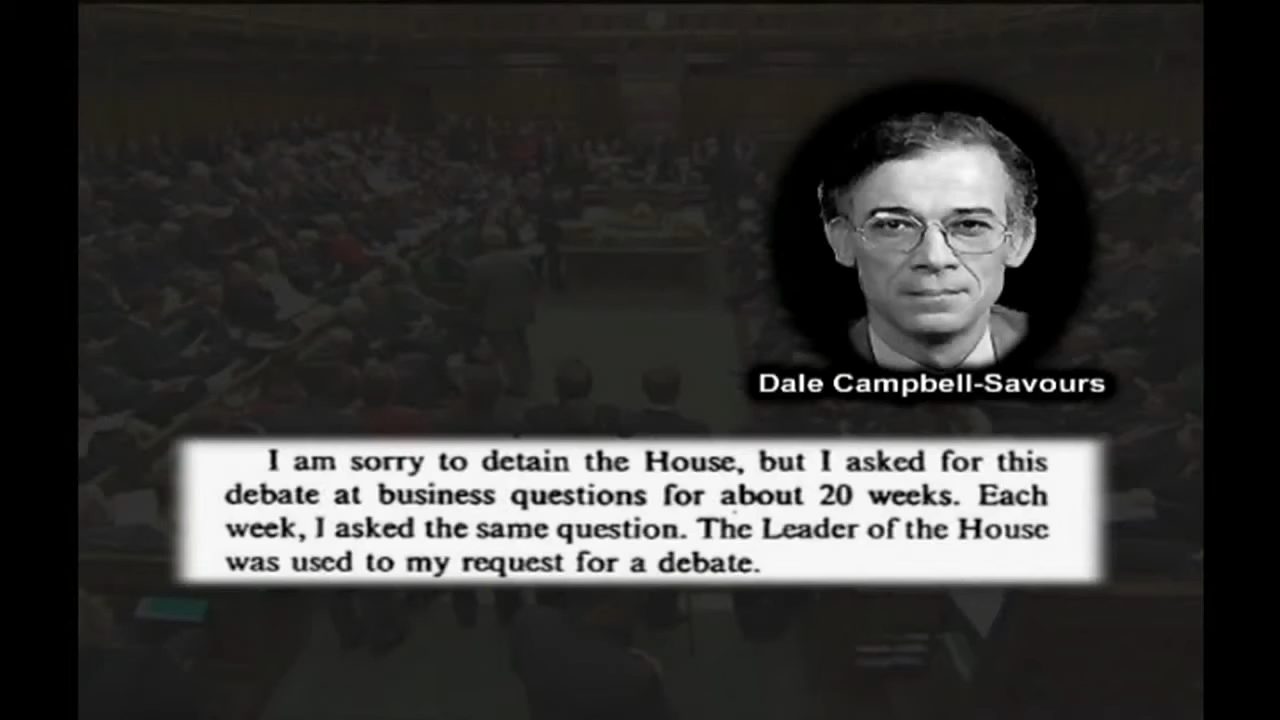 Dale Campbell-Savours
I am sorry to detain the House, but I asked for this
debate at business questions for about 20 weeks. Each
week, I asked the same question. The Leader of the House
was used to my request for a debate.